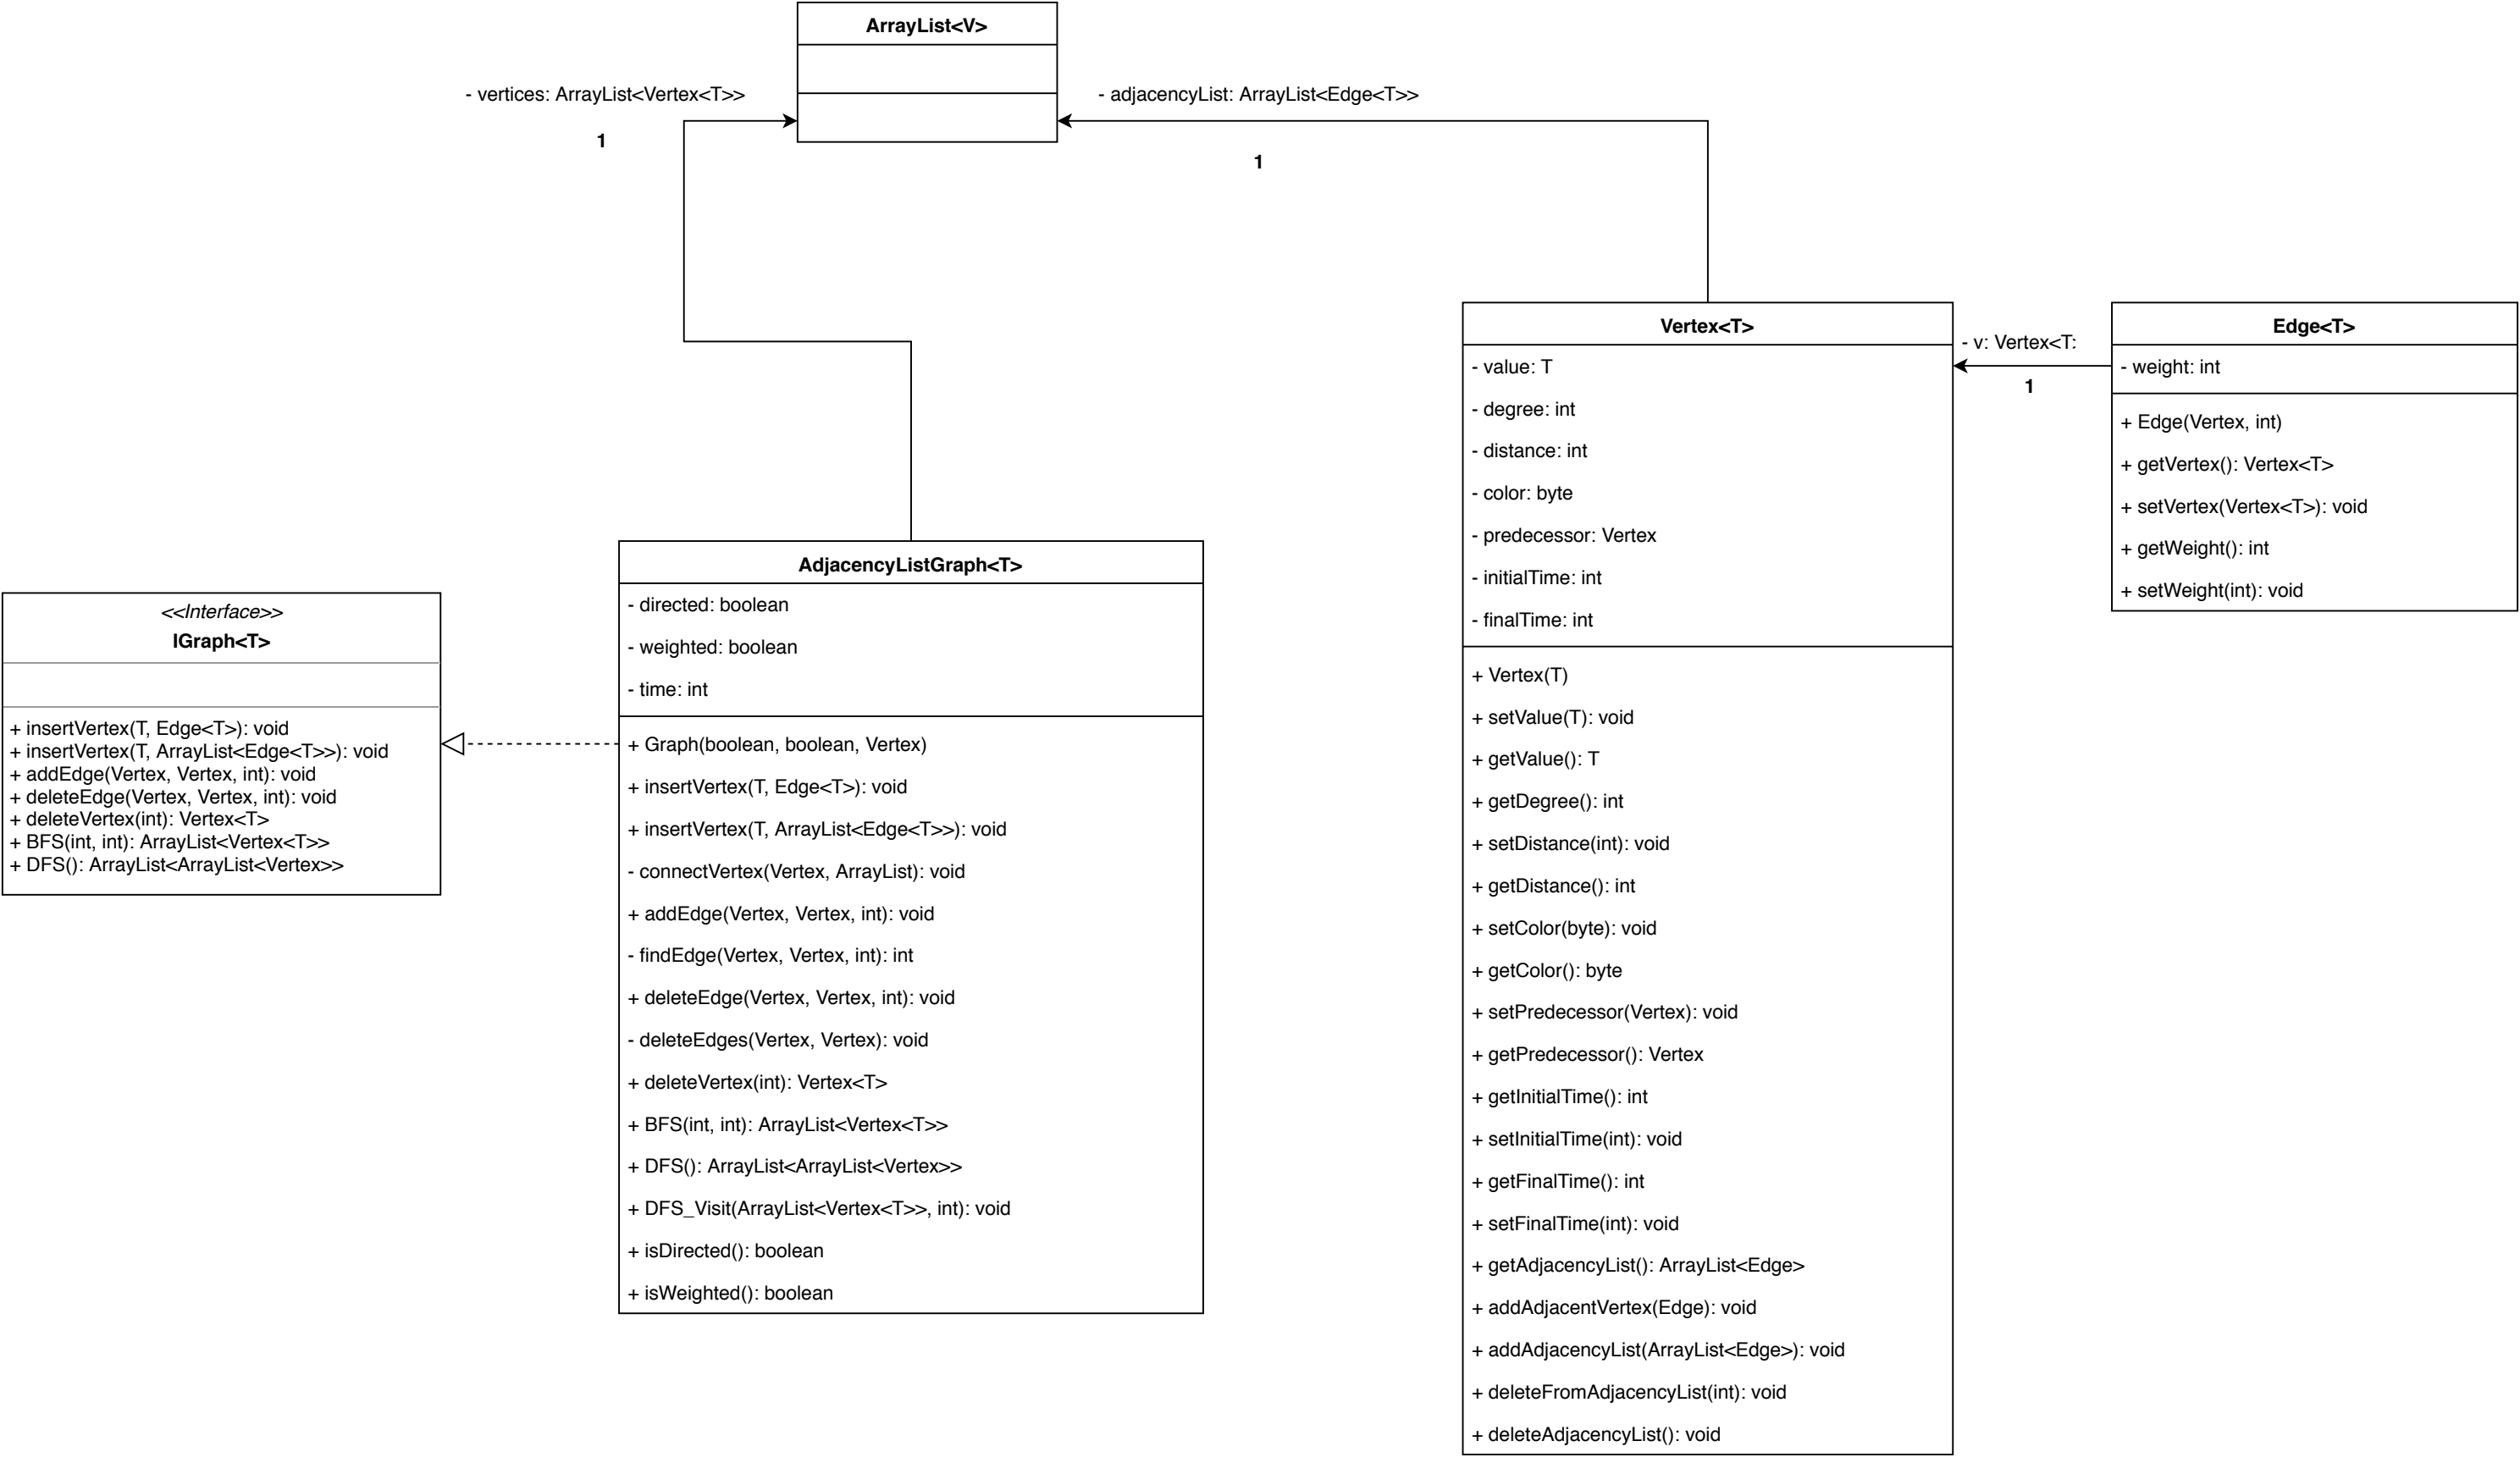 ArrayList<V>
- vertices: ArrayList<Vertex<T>>
1
- adjacencyList: ArrayList<Edge<T>>
1
<<Interface>>
IGraph<T>
+ insertVertex(T, Edge<T>): void
+ insertVertex(T, ArrayList<Edge<T>>): void
+ addEdge(Vertex, Vertex, int): void
+ deleteEdge(Vertex, Vertex, int): void
+ deleteVertex(int): Vertex<T>
+ BFS(int, int): ArrayList<Vertex<T>>
+ DFS(): ArrayList<ArrayList<Vertex>>
AdjacencyListGraph<T>
- directed: boolean
- weighted: boolean
- time: int
+ Graph(boolean, boolean, Vertex)
+ insertVertex(T, Edge<T>): void
+ insertVertex(T, ArrayList<Edge<T>>): void
- connectVertex(Vertex, ArrayList): void
+ addEdge(Vertex, Vertex, int): void
- findEdge(Vertex, Vertex, int): int
+ deleteEdge(Vertex, Vertex, int): void
- deleteEdges(Vertex, Vertex): void
+ deleteVertex(int): Vertex<T>
+ BFS(int, int): ArrayList<Vertex<T>>
+ DFS(): ArrayList<ArrayList<Vertex>>
+ DFS_Visit(ArrayList<Vertex<T>>, int): void
+ isDirected(): boolean
+ isWeighted(): boolean
Vertex<T>
- value: T
- degree: int
- distance: int
- color: byte
- predecessor: Vertex
- initialTime: int
- finalTime: int
+ Vertex(T)
+ setValue(T): void
+ getValue(): T
+ getDegree(): int
+ setDistance(int): void
+ getDistance(): int
+ setColor(byte): void
+ getColor(): byte
+ setPredecessor(Vertex): void
+ getPredecessor(): Vertex
+ getInitialTime(): int
+ setInitialTime(int): void
+ getFinalTime(): int
+ setFinalTime(int): void
+ getAdjacencyList(): ArrayList<Edge>
+ addAdjacentVertex(Edge): void
+ addAdjacencyList(ArrayList<Edge>): void
+ deleteFromAdjacencyList(int): void
+ deleteAdjacencyList(): void
- v: Vertex<T
1
Edge<T>
- weight: int
+ Edge(Vertex, int)
+ getVertex(): Vertex<T>
+ setVertex(Vertex<T>): void
+ getWeight(): int
+ setWeight(int): void